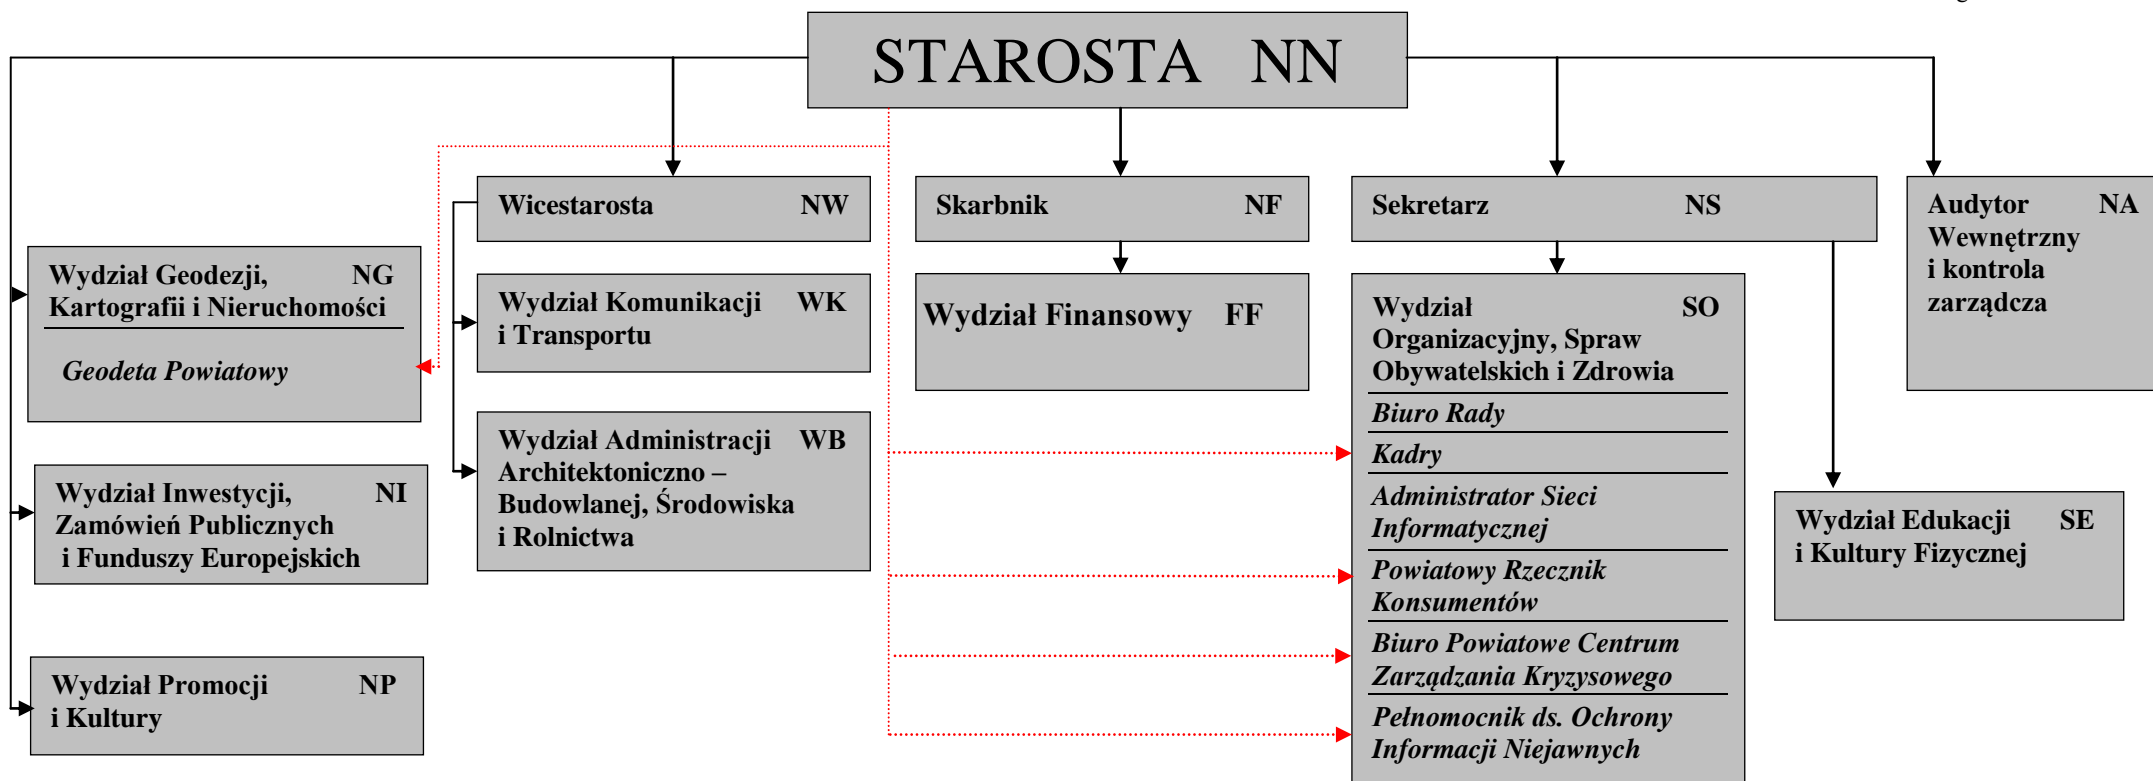 STAROSTA NN
Wicestarosta NW
Skarbnik NF
Sekretarz NS
Audytor NA
Wewnętrzny
i kontrola
zarządcza
Wydział Geodezji, NG
Kartografii i Nieruchomości
Geodeta Powiatowy
Wydział Komunikacji WK
i Transportu
Wydział Finansowy FF
Wydział SO
Organizacyjny, Spraw
Obywatelskich i Zdrowia
Biuro Rady
Kadry
Administrator Sieci
Informatycznej
Powiatowy Rzecznik
Konsumentów
Biuro Powiatowe Centrum
Zarządzania Kryzysowego
Pełnomocnik ds. Ochrony
Informacji Niejawnych
Wydział Administracji WB
Architektoniczno –
Budowlanej, Środowiska
i Rolnictwa
Wydział Inwestycji, NI
Zamówień Publicznych
i Funduszy Europejskich
Wydział Edukacji SE
i Kultury Fizycznej
Wydział Promocji NP
i Kultury